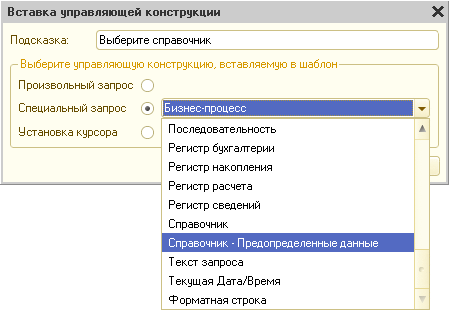 Вставка управляющей конструкции
Подсказка: Выберите справочник
Выберите управляющую конструкцию, вставляемую в шаблон
Произвольный запрос
Специальный запрос Бизнес-процесс
Установка курсора
Последовательность
Регистр бухгалтерии
Регистр накопления
Регистр расчета
Регистр сведений
Справочник
Справочник - Предопределенные данные
Текст запроса
Текущая Дата/Время
Форматная строка